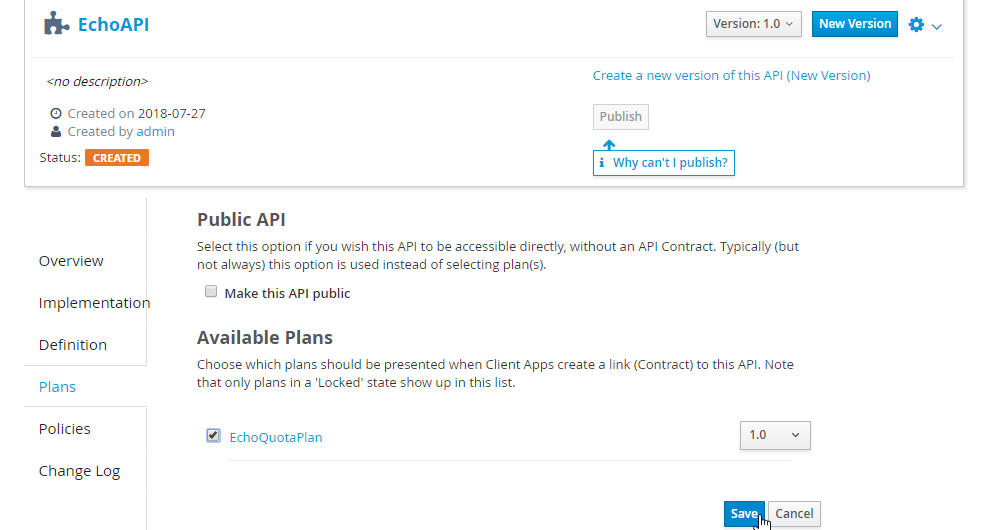 EchoAPI
Version: 1.0
New Version
<no description>
Create a new version of this API (New Version)
Created on 2018-07-27
Publish
Created by admin
Status: CREATED
Why can't I publish?
Public API
Select this option if you wish this API to be accessible directly, without an API Contract. Typically (but
not always) this option is used instead of selecting plan(s).
Make this API public
Overview
Implementation
Definition
Plans
Policies
Change Log
Available Plans
Choose which plans should be presented when Client Apps create a link (Contract) to this API. Note
that only plans in a 'Locked' state show up in this list.
EchoQuotaPlan
1.0
Save
Cancel